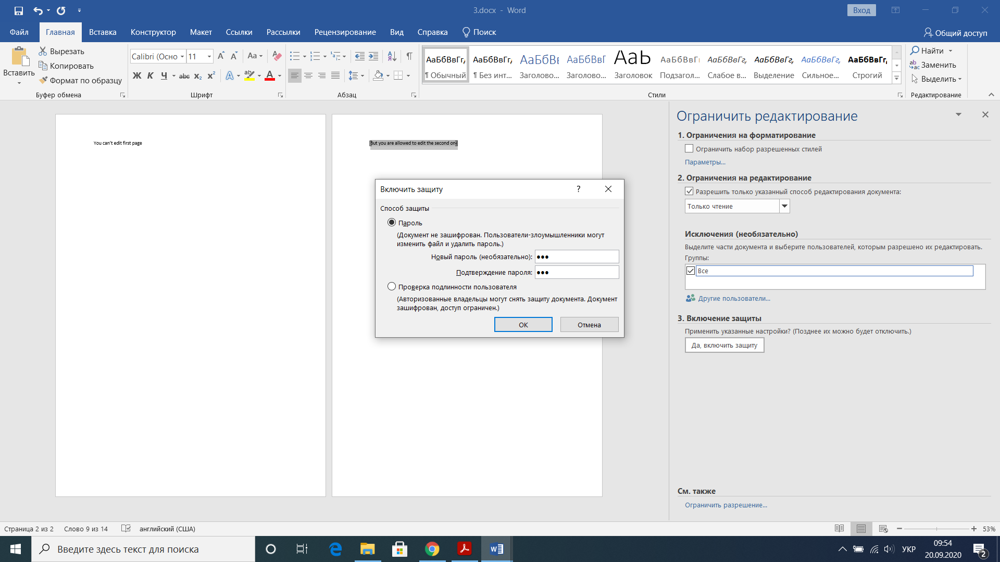 3.docx - Word
Вход
Файл
Главная
Вставка
Конструктор
Макет
Ссылки
Рассылки
Рецензирование
Вид
Справка
Поиск
Общий доступ
Вставить
Вырезать
Копировать
Формат по образцу
Буфер обмена
Calibri (Осно
11
Aa
Ж К Ч abc x₂ x²
A
A
Шрифт
Абзац
АаБбВвГг,
¶ Обычный
АаБбВвГг,
¶ Без инт...
АаБбВв
Заголово...
АаБбВвГ
Заголово...
АаЬ
Заголовок
АаБбВвГг
Подзагол...
АаБбВвГг,
Слабое в...
АаБбВвГг,
Выделение
АаБбВвГг,
Сильное...
АаБбВвГг,
Строгий
Стили
Найти
Заменить
Выделить
Редактирование
You can't edit first page
But you are allowed to edit the second one
Включить защиту
?
Способ защиты
Пароль
(Документ не зашифрован. Пользователи-злоумышленники могут
изменить файл и удалить пароль.)
Новый пароль (необязательно): ●●●
Подтверждение пароля: ●●●
Проверка подлинности пользователя
(Авторизованные владельцы могут снять защиту документа. Документ
зашифрован, доступ ограничен.)
ОК
Отмена
Ограничить редактирование
1. Ограничения на форматирование
Ограничить набор разрешенных стилей
Параметры...
2. Ограничения на редактирование
Разрешить только указанный способ редактирования документа:
Только чтение
Исключения (необязательно)
Выделите части документа и выберите пользователей, которым разрешено их редактировать.
Группы:
Все
Другие пользователи...
3. Включение защиты
Применить указанные настройки? (Позднее их можно будет отключить.)
Да, включить защиту
См. также
Ограничить разрешение...
Страница 2 из 2
Слово 9 из 14
английский (США)
53%
Введите здесь текст для поиска
УКР
09:54
20.09.2020
2